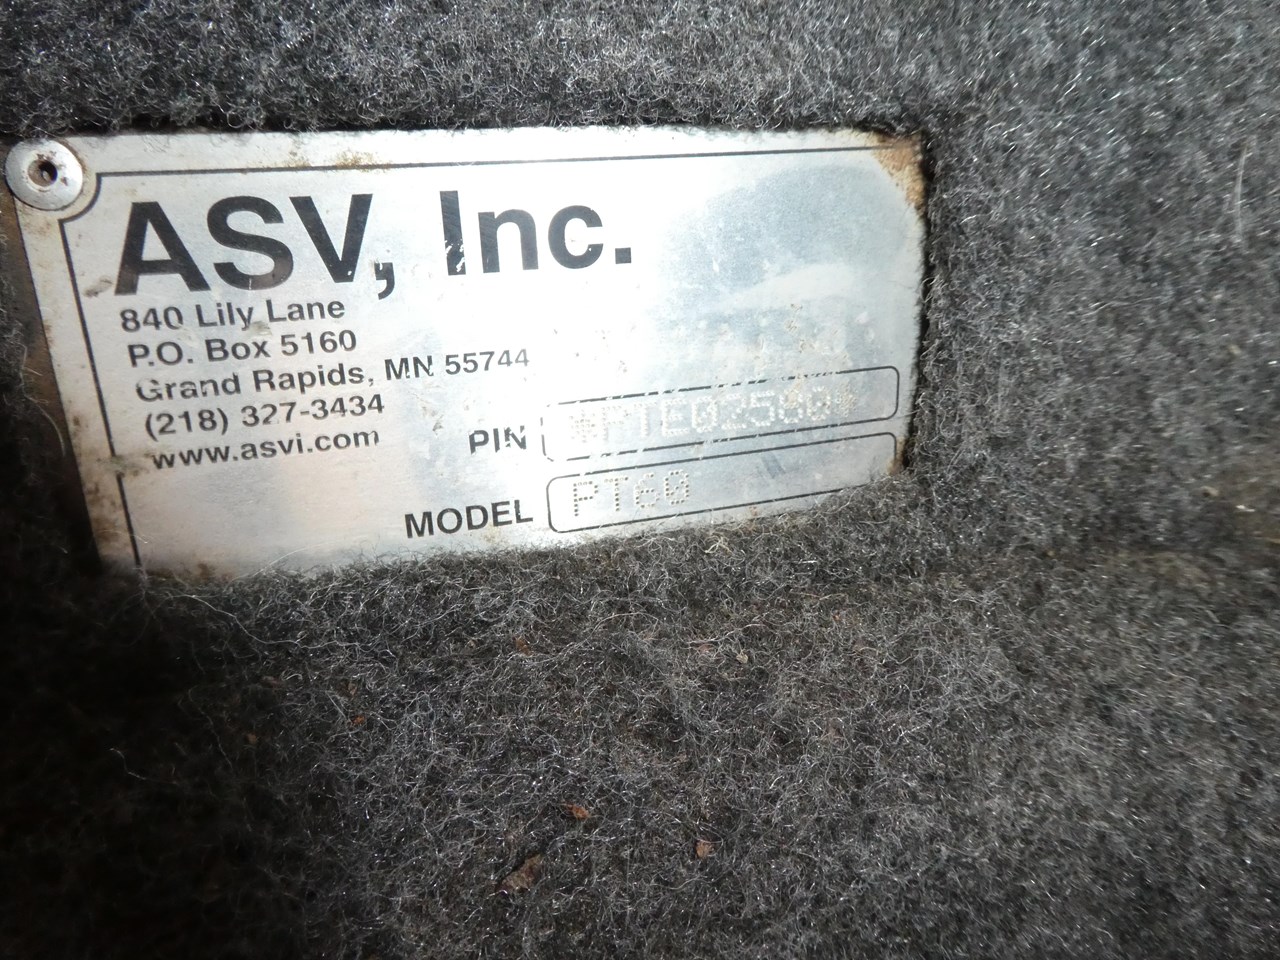 ASV, Inc.
840 Lily Lane
P.O. Box 5160
Grand Rapids, MN 55744
(218) 327-3434
www.asvi.com
PIN
MODEL PT60